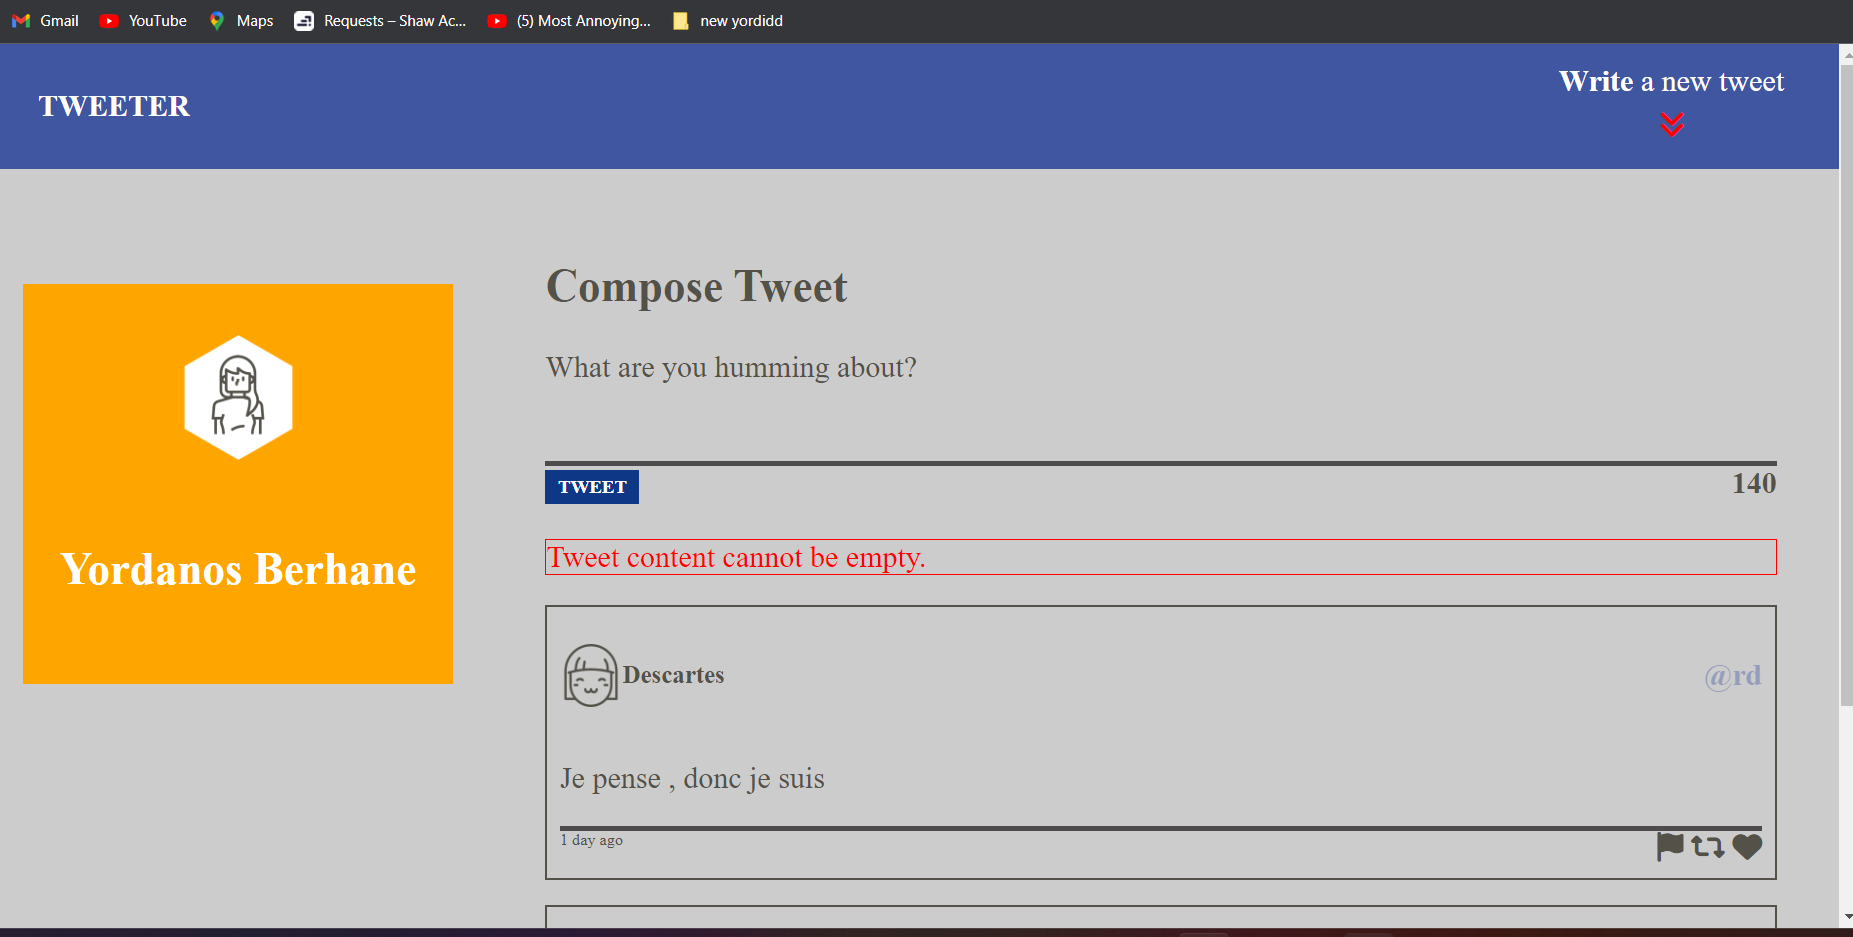 Gmail YouTube Maps Requests – Shaw Ac... (5) Most Annoying... new yordidd
TWEETER
Write a new tweet
Yordanos Berhane
Compose Tweet
What are you humming about?
TWEET
140
Tweet content cannot be empty.
Descartes
@rd
Je pense , donc je suis
1 day ago